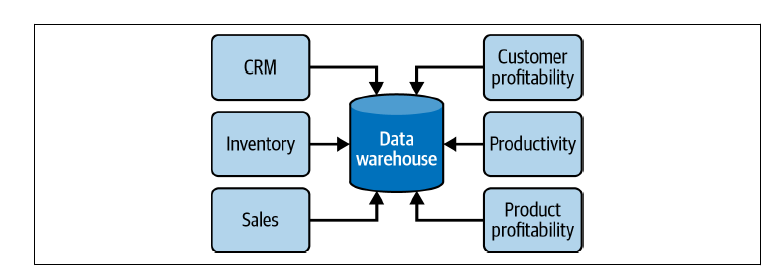 CRM
Customer
profitability
Inventory
Data
warehouse
Productivity
Sales
Product
profitability